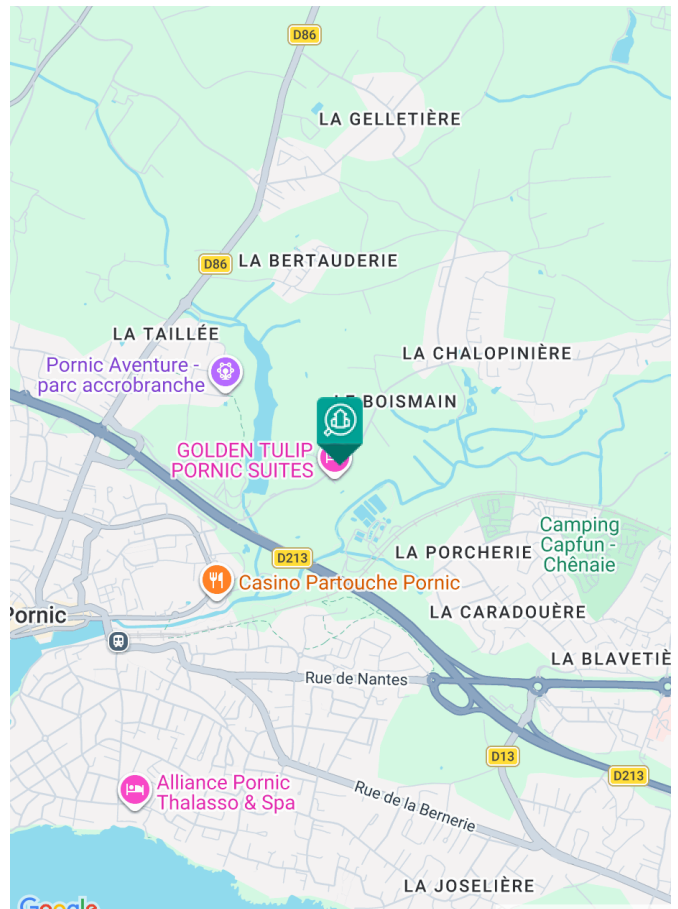 D86
LA GELLETIÈRE
D86
LA BERTAUDERIE
LA TAILLÉE
LA CHALOPINIÈRE
Pornic Aventure -
parc accrobranche
BOISMAIN
GOLDEN TULIP
PORNIC SUITES
D213
LA PORCHERIE
Camping
Capfun -
Chênaie
Casino Partouche Pornic
LA CARADOUÈRE
Pornic
LA BLAVETIÈ
Rue de Nantes
D13
D213
Alliance Pornic
Thalasso & Spa
Rue de la Bernerie
LA JOSELIÈRE
Google